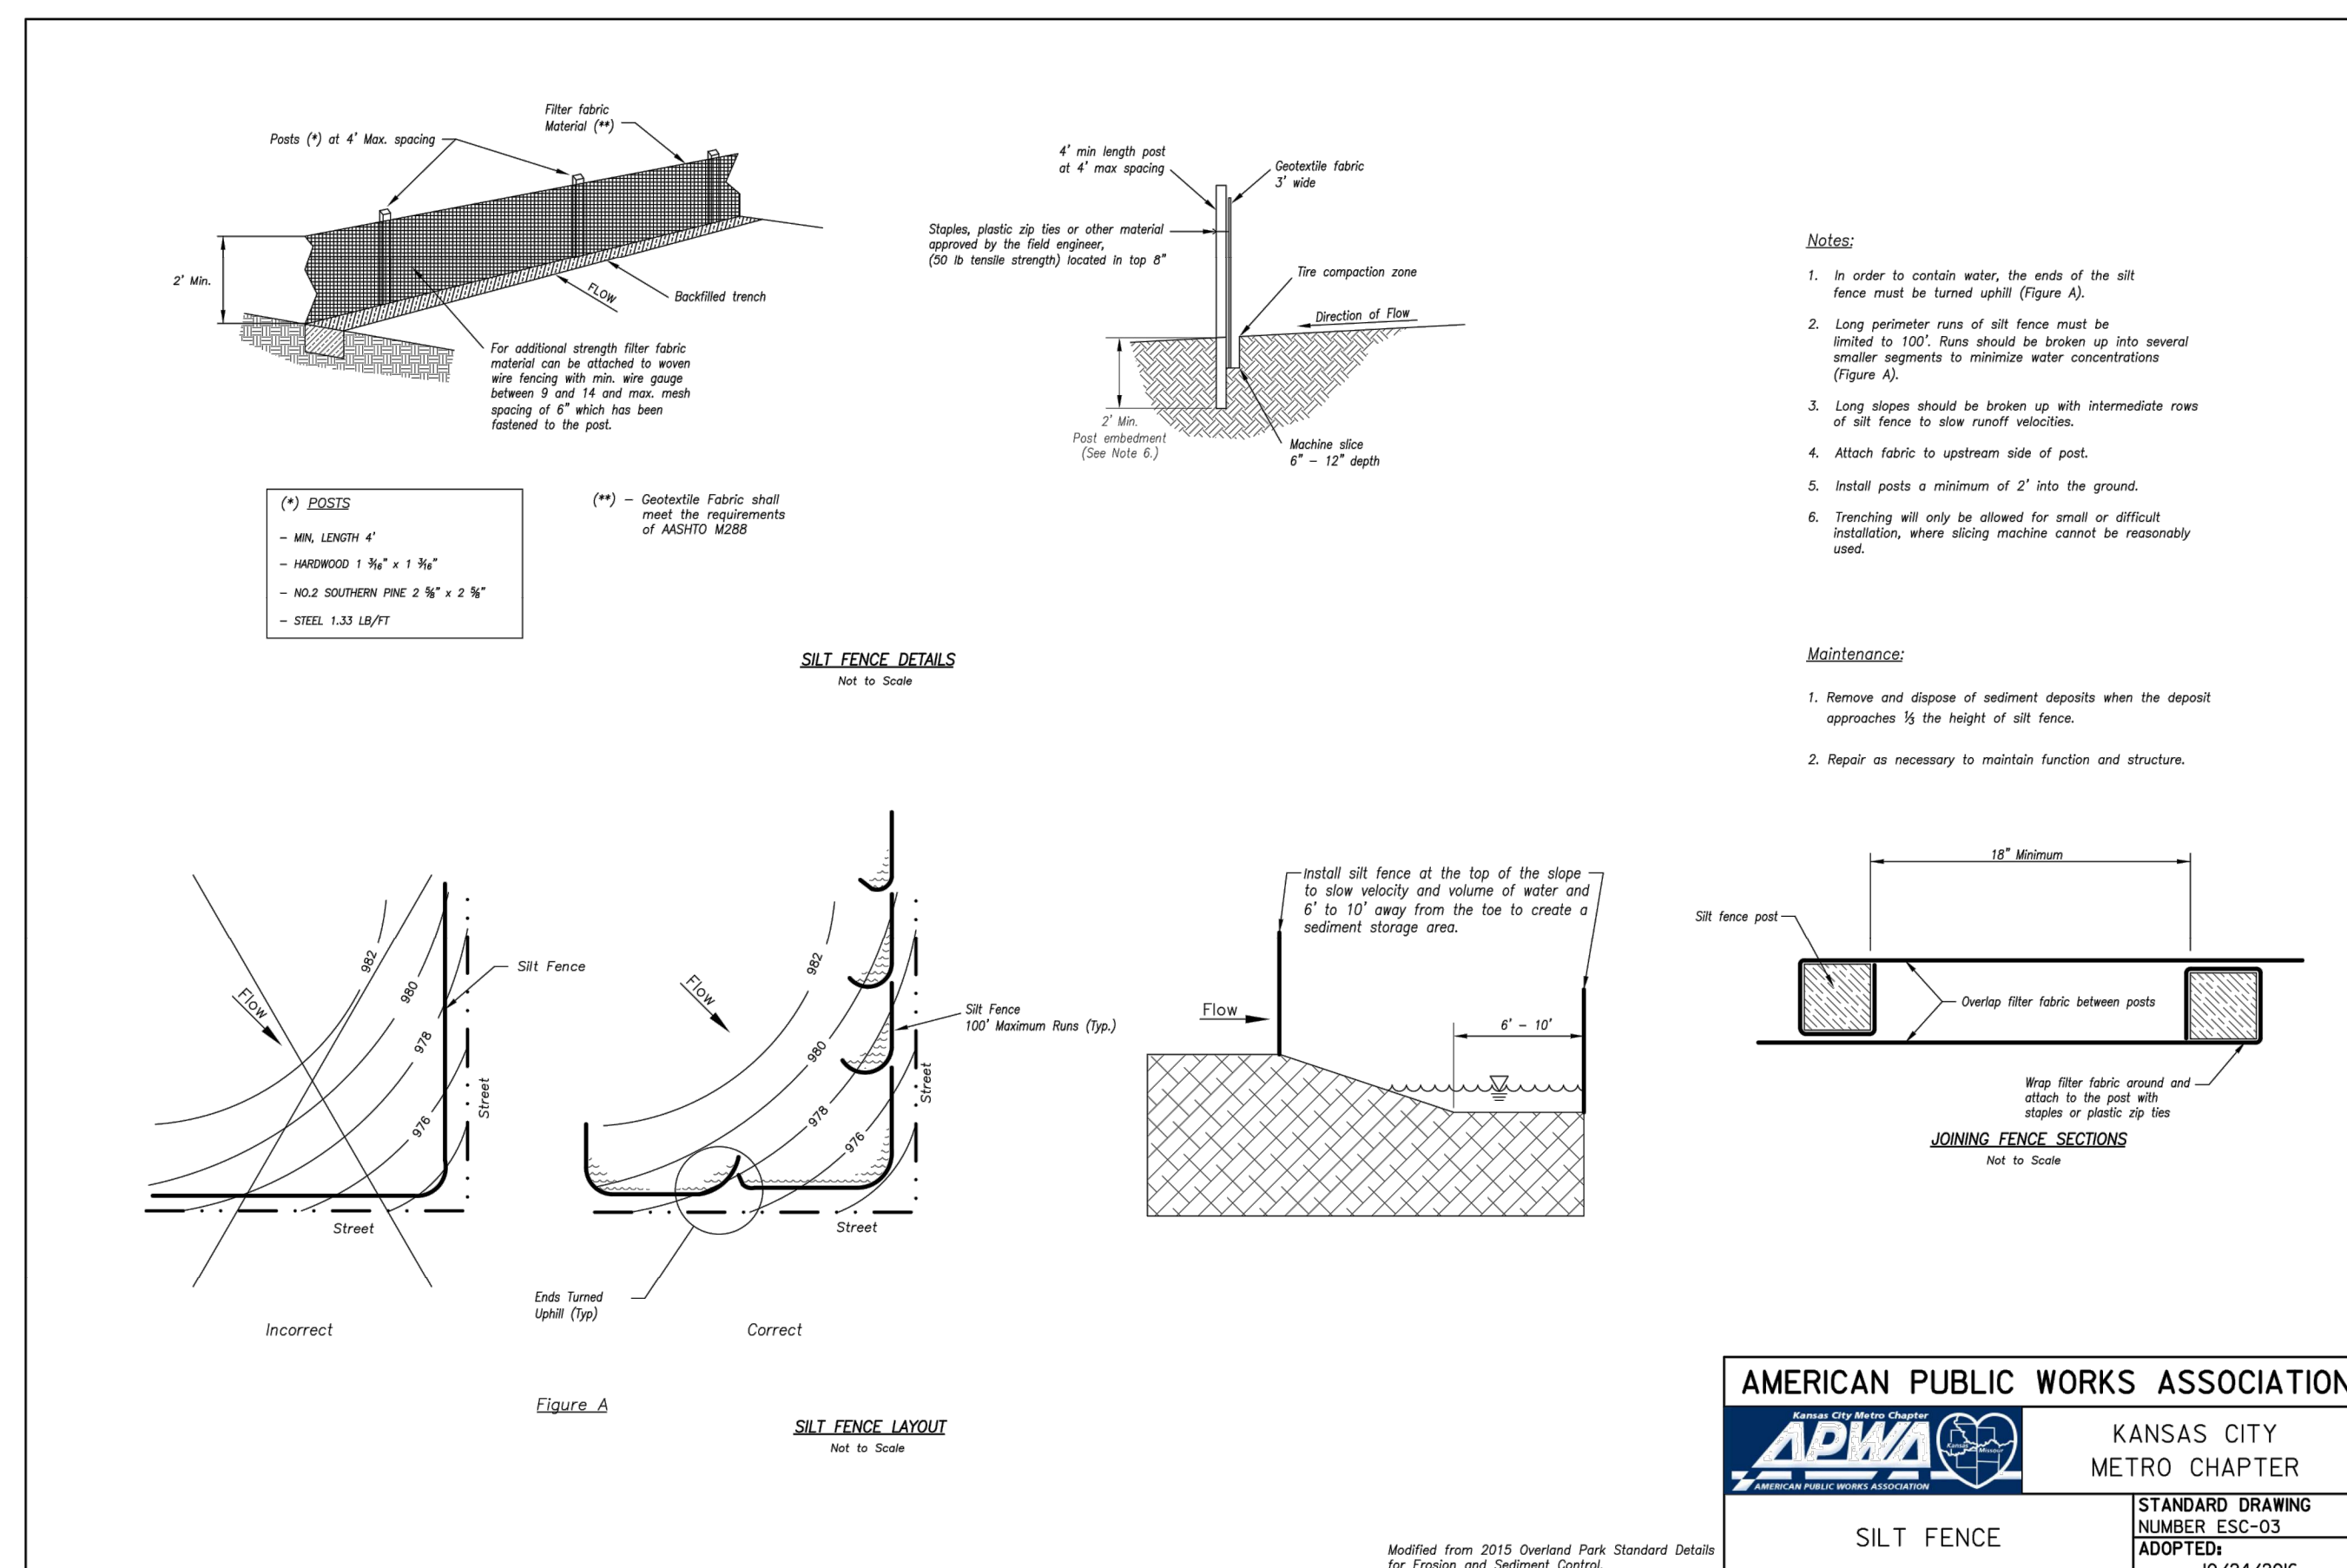 Filter fabric
Material (**)
Posts (*) at 4' Max. spacing
2' Min.
FLOW
Backfilled trench
For additional strength filter fabric
material can be attached to woven
wire fencing with min. wire gauge
between 9 and 14 and max. mesh
spacing of 6" which has been
fastened to the post.
4' min length post
at 4' max spacing
Geotextile fabric
3' wide
Staples, plastic zip ties or other material
approved by the field engineer,
(50 lb tensile strength) located in top 8"
Tire compaction zone
Direction of Flow
2' Min.
Post embedment
(See Note 6.)
Machine slice
6" – 12" depth
(*) POSTS
– MIN, LENGTH 4'
– HARDWOOD 1 3/16" x 1 3/16"
– NO.2 SOUTHERN PINE 2 5/8" x 2 5/8"
– STEEL 1.33 LB/FT
(**) – Geotextile Fabric shall
meet the requirements
of AASHTO M288
SILT FENCE DETAILS
Not to Scale
Notes:
1. In order to contain water, the ends of the silt
fence must be turned uphill (Figure A).
2. Long perimeter runs of silt fence must be
limited to 100'. Runs should be broken up into several
smaller segments to minimize water concentrations
(Figure A).
3. Long slopes should be broken up with intermediate rows
of silt fence to slow runoff velocities.
4. Attach fabric to upstream side of post.
5. Install posts a minimum of 2' into the ground.
6. Trenching will only be allowed for small or difficult
installation, where slicing machine cannot be reasonably
used.
Maintenance:
1. Remove and dispose of sediment deposits when the deposit
approaches 1/3 the height of silt fence.
2. Repair as necessary to maintain function and structure.
982
980
978
976
Flow
Silt Fence
Street
Street
Incorrect
982
980
978
976
Flow
Silt Fence
100' Maximum Runs (Typ.)
Street
Street
Ends Turned
Uphill (Typ)
Correct
Figure A
SILT FENCE LAYOUT
Not to Scale
Install silt fence at the top of the slope
to slow velocity and volume of water and
6' to 10' away from the toe to create a
sediment storage area.
Flow
6' – 10'
18" Minimum
Silt fence post
Overlap filter fabric between posts
Wrap filter fabric around and
attach to the post with
staples or plastic zip ties
JOINING FENCE SECTIONS
Not to Scale
AMERICAN PUBLIC WORKS ASSOCIATION
Kansas City Metro Chapter
APWA
Kansas
Missouri
AMERICAN PUBLIC WORKS ASSOCIATION
KANSAS CITY
METRO CHAPTER
SILT FENCE
STANDARD DRAWING
NUMBER ESC-03
ADOPTED:
10/24/2016
Modified from 2015 Overland Park Standard Details
for Erosion and Sediment Control.